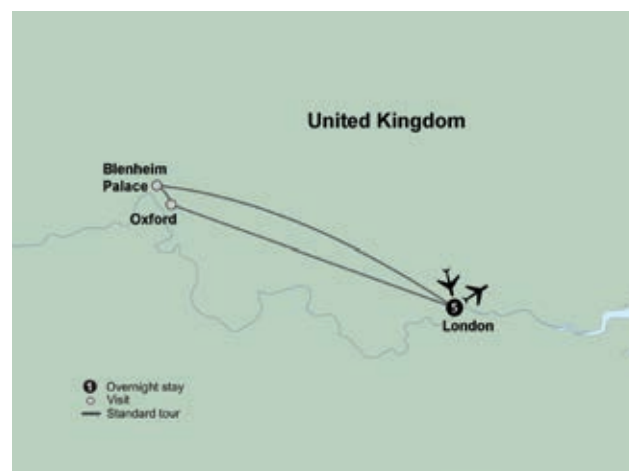 United Kingdom
Blenheim
Palace
Oxford
5
London
1 Overnight stay
Visit
Standard tour